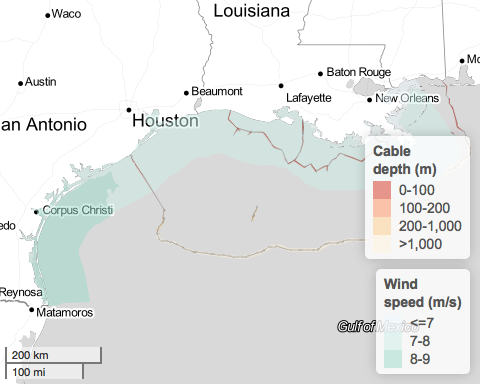 Louisiana
Waco
Mo
Baton Rouge
Austin
Beaumont
Lafayette
New Orleans
Houston
an Antonio
Cable
depth (m)
0-100
100-200
200-1,000
>1,000
Corpus Christi
edo
Wind
speed (m/s)
<=7
7-8
8-9
Reynosa
Matamoros
Gulf of Mexico
200 km
100 mi